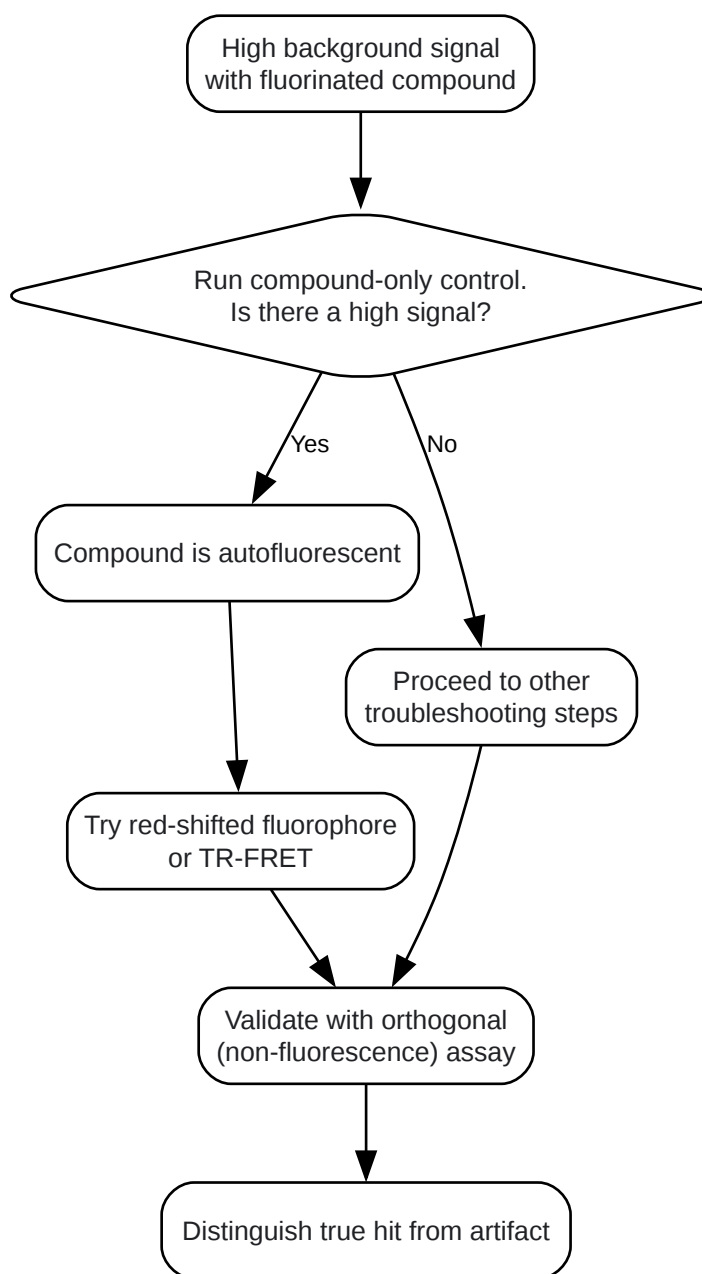 High background signal
with fluorinated compound
Run compound-only control.
Is there a high signal?
Yes
No
Compound is autofluorescent
Proceed to other
troubleshooting steps
Try red-shifted fluorophore
or TR-FRET
Validate with orthogonal
(non-fluorescence) assay
Distinguish true hit from artifact